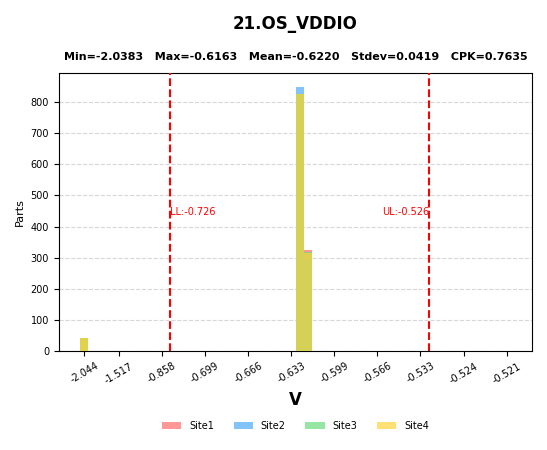 21.OS_VDDIO
Min=-2.0383 Max=-0.6163 Mean=-0.6220 Stdev=0.0419 CPK=0.7635
800
700
600
500
400
300
200
100
0
Parts
LL:-0.726
UL:-0.526
-2.044 -1.517 -0.858 -0.699 -0.666 -0.633 -0.599 -0.566 -0.533 -0.524 -0.521
V
Site1 Site2 Site3 Site4